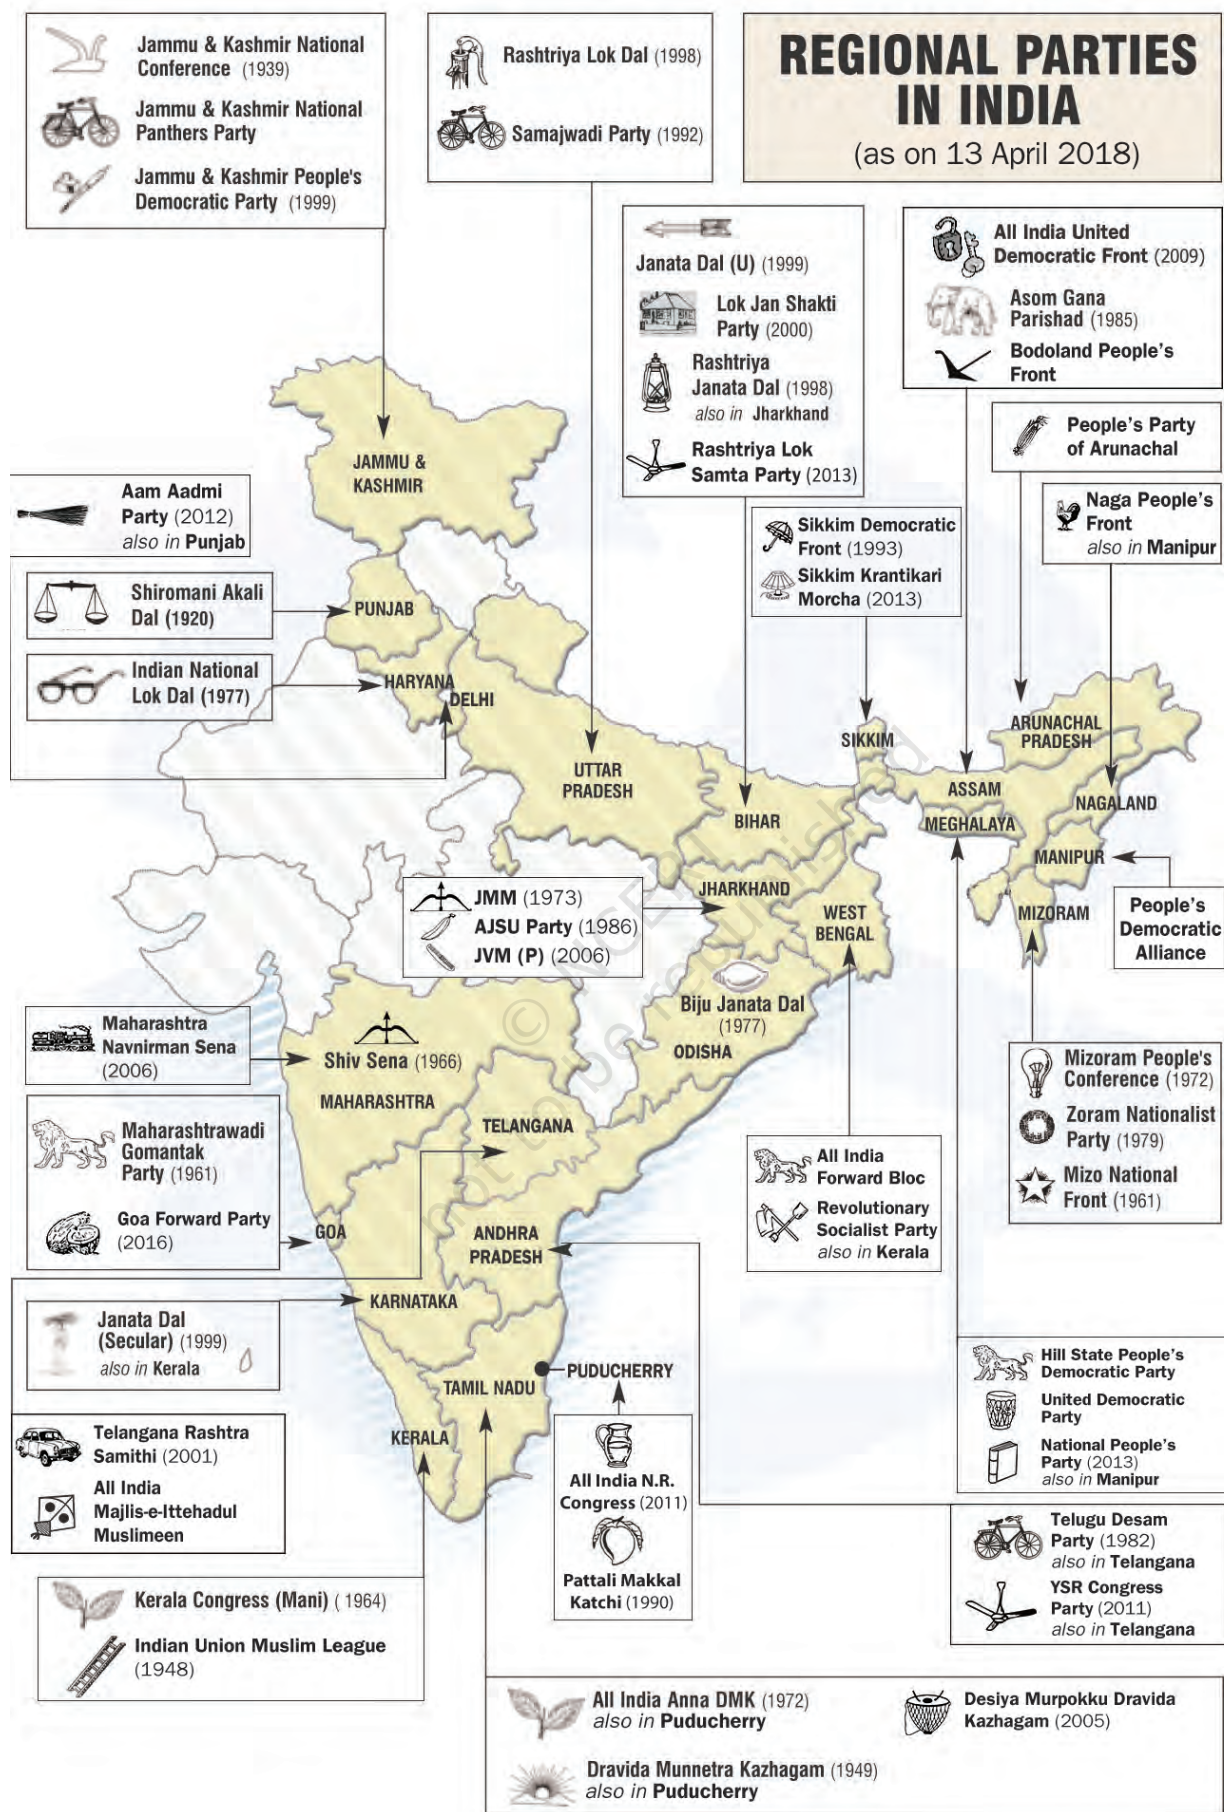 REGIONAL PARTIES
IN INDIA
(as on 13 April 2018)
Jammu & Kashmir National
Conference (1939)
Jammu & Kashmir National
Panthers Party
Jammu & Kashmir People's
Democratic Party (1999)
Rashtriya Lok Dal (1998)
Samajwadi Party (1992)
Janata Dal (U) (1999)
Lok Jan Shakti
Party (2000)
Rashtriya
Janata Dal (1998)
also in Jharkhand
Rashtriya Lok
Samta Party (2013)
All India United
Democratic Front (2009)
Asom Gana
Parishad (1985)
Bodoland People's
Front
People's Party
of Arunachal
Naga People's
Front
also in Manipur
Sikkim Democratic
Front (1993)
Sikkim Krantikari
Morcha (2013)
Aam Aadmi
Party (2012)
also in Punjab
Shiromani Akali
Dal (1920)
Indian National
Lok Dal (1977)
JAMMU &
KASHMIR
PUNJAB
HARYANA
DELHI
UTTAR
PRADESH
BIHAR
SIKKIM
ARUNACHAL
PRADESH
ASSAM
NAGALAND
MEGHALAYA
MANIPUR
MIZORAM
JHARKHAND
WEST
BENGAL
JMM (1973)
AJSU Party (1986)
JVM (P) (2006)
People's
Democratic
Alliance
Biju Janata Dal
(1977)
ODISHA
Maharashtra
Navnirman Sena
(2006)
Shiv Sena (1966)
MAHARASHTRA
TELANGANA
Maharashtrawadi
Gomantak
Party (1961)
Goa Forward Party
(2016)
GOA
ANDHRA
PRADESH
KARNATAKA
Mizoram People's
Conference (1972)
Zoram Nationalist
Party (1979)
Mizo National
Front (1961)
All India
Forward Bloc
Revolutionary
Socialist Party
also in Kerala
Janata Dal
(Secular) (1999)
also in Kerala
PUDUCHERRY
TAMIL NADU
KERALA
Hill State People's
Democratic Party
United Democratic
Party
National People's
Party (2013)
also in Manipur
Telangana Rashtra
Samithi (2001)
All India
Majlis-e-Ittehadul
Muslimeen
All India N.R.
Congress (2011)
Pattali Makkal
Katchi (1990)
Telugu Desam
Party (1982)
also in Telangana
YSR Congress
Party (2011)
also in Telangana
Kerala Congress (Mani) ( 1964)
Indian Union Muslim League
(1948)
All India Anna DMK (1972)
also in Puducherry
Desiya Murpokku Dravida
Kazhagam (2005)
Dravida Munnetra Kazhagam (1949)
also in Puducherry
© NCERT
not to be republished